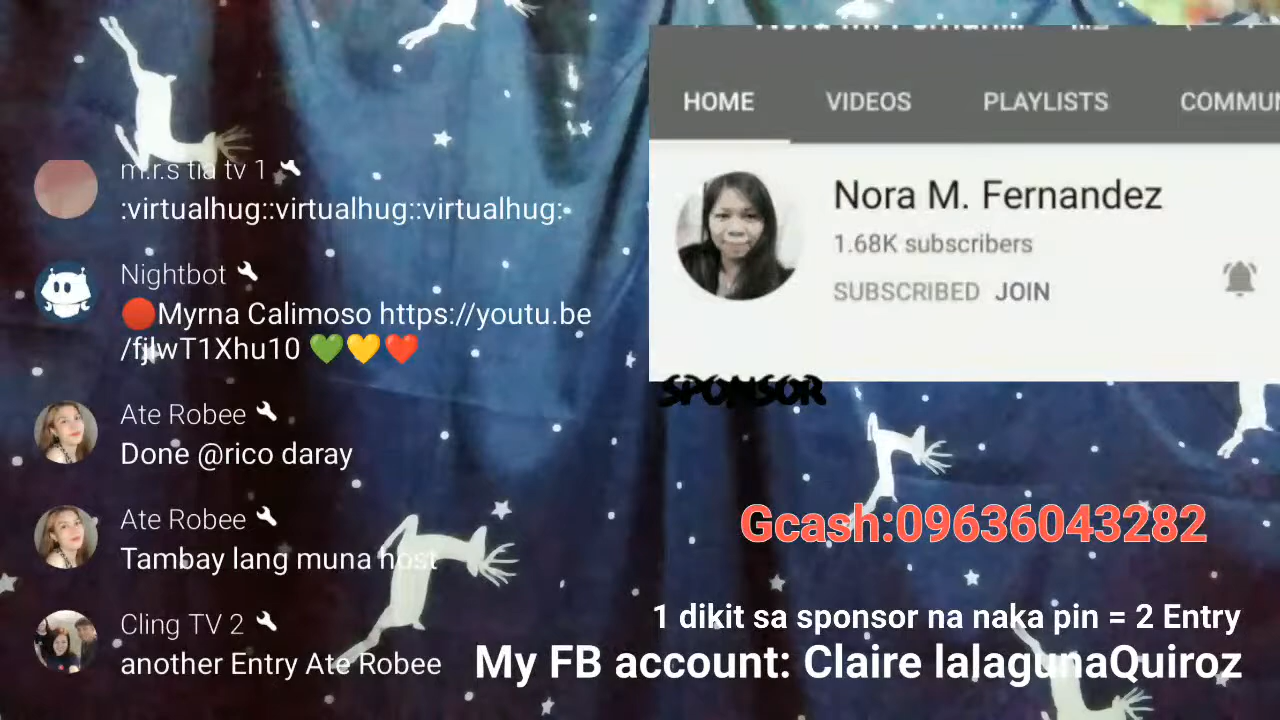 m.r.s tia tv 1
:virtualhug::virtualhug::virtualhug:
Nightbot
🔴Myrna Calimoso https://youtu.be
/fjlwT1Xhu10 💚💛❤️
Ate Robee
Done @rico daray
Ate Robee
Tambay lang muna host
Cling TV 2
another Entry Ate Robee
HOME VIDEOS PLAYLISTS COMMUN
Nora M. Fernandez
1.68K subscribers
SUBSCRIBED JOIN
SPONSOR
Gcash:09636043282
1 dikit sa sponsor na naka pin = 2 Entry
My FB account: Claire lalagunaQuiroz